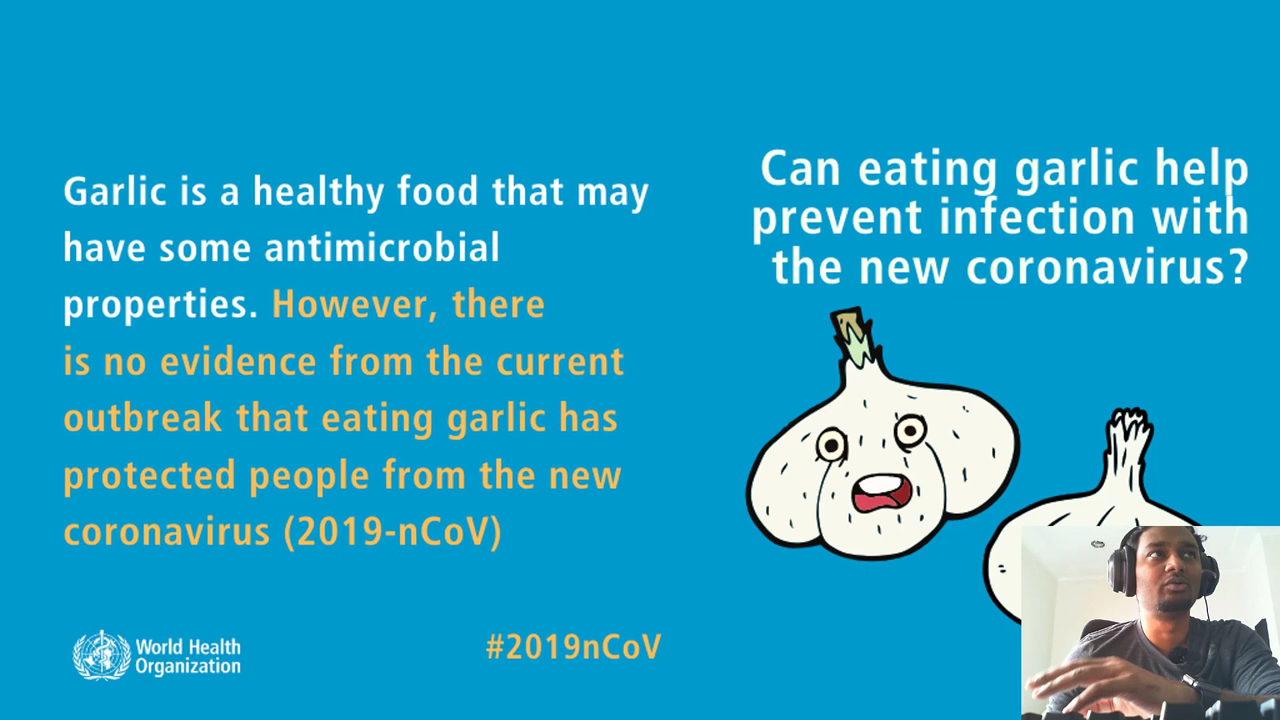 Can eating garlic help
prevent infection with
the new coronavirus?
Garlic is a healthy food that may
have some antimicrobial
properties. However, there
is no evidence from the current
outbreak that eating garlic has
protected people from the new
coronavirus (2019-nCoV)
World Health
Organization
#2019nCoV